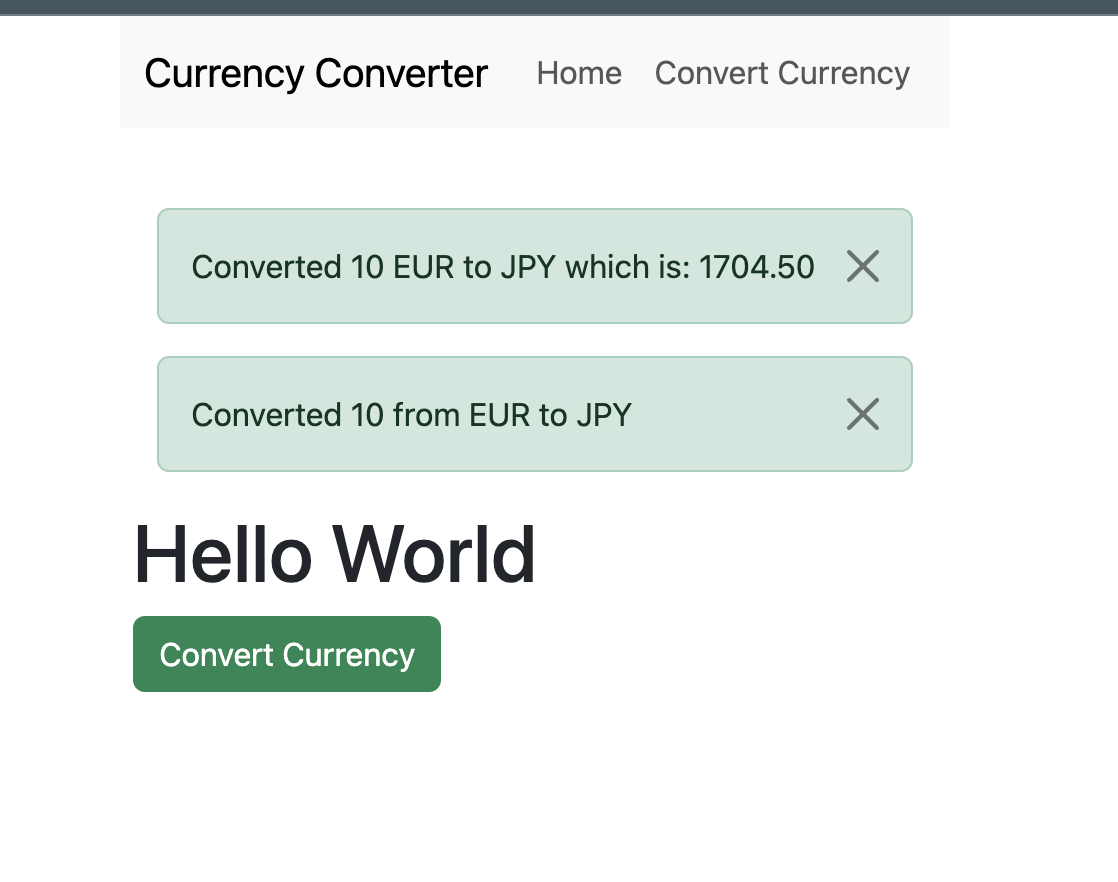 Currency Converter Home Convert Currency
Converted 10 EUR to JPY which is: 1704.50
Converted 10 from EUR to JPY
Hello World
Convert Currency